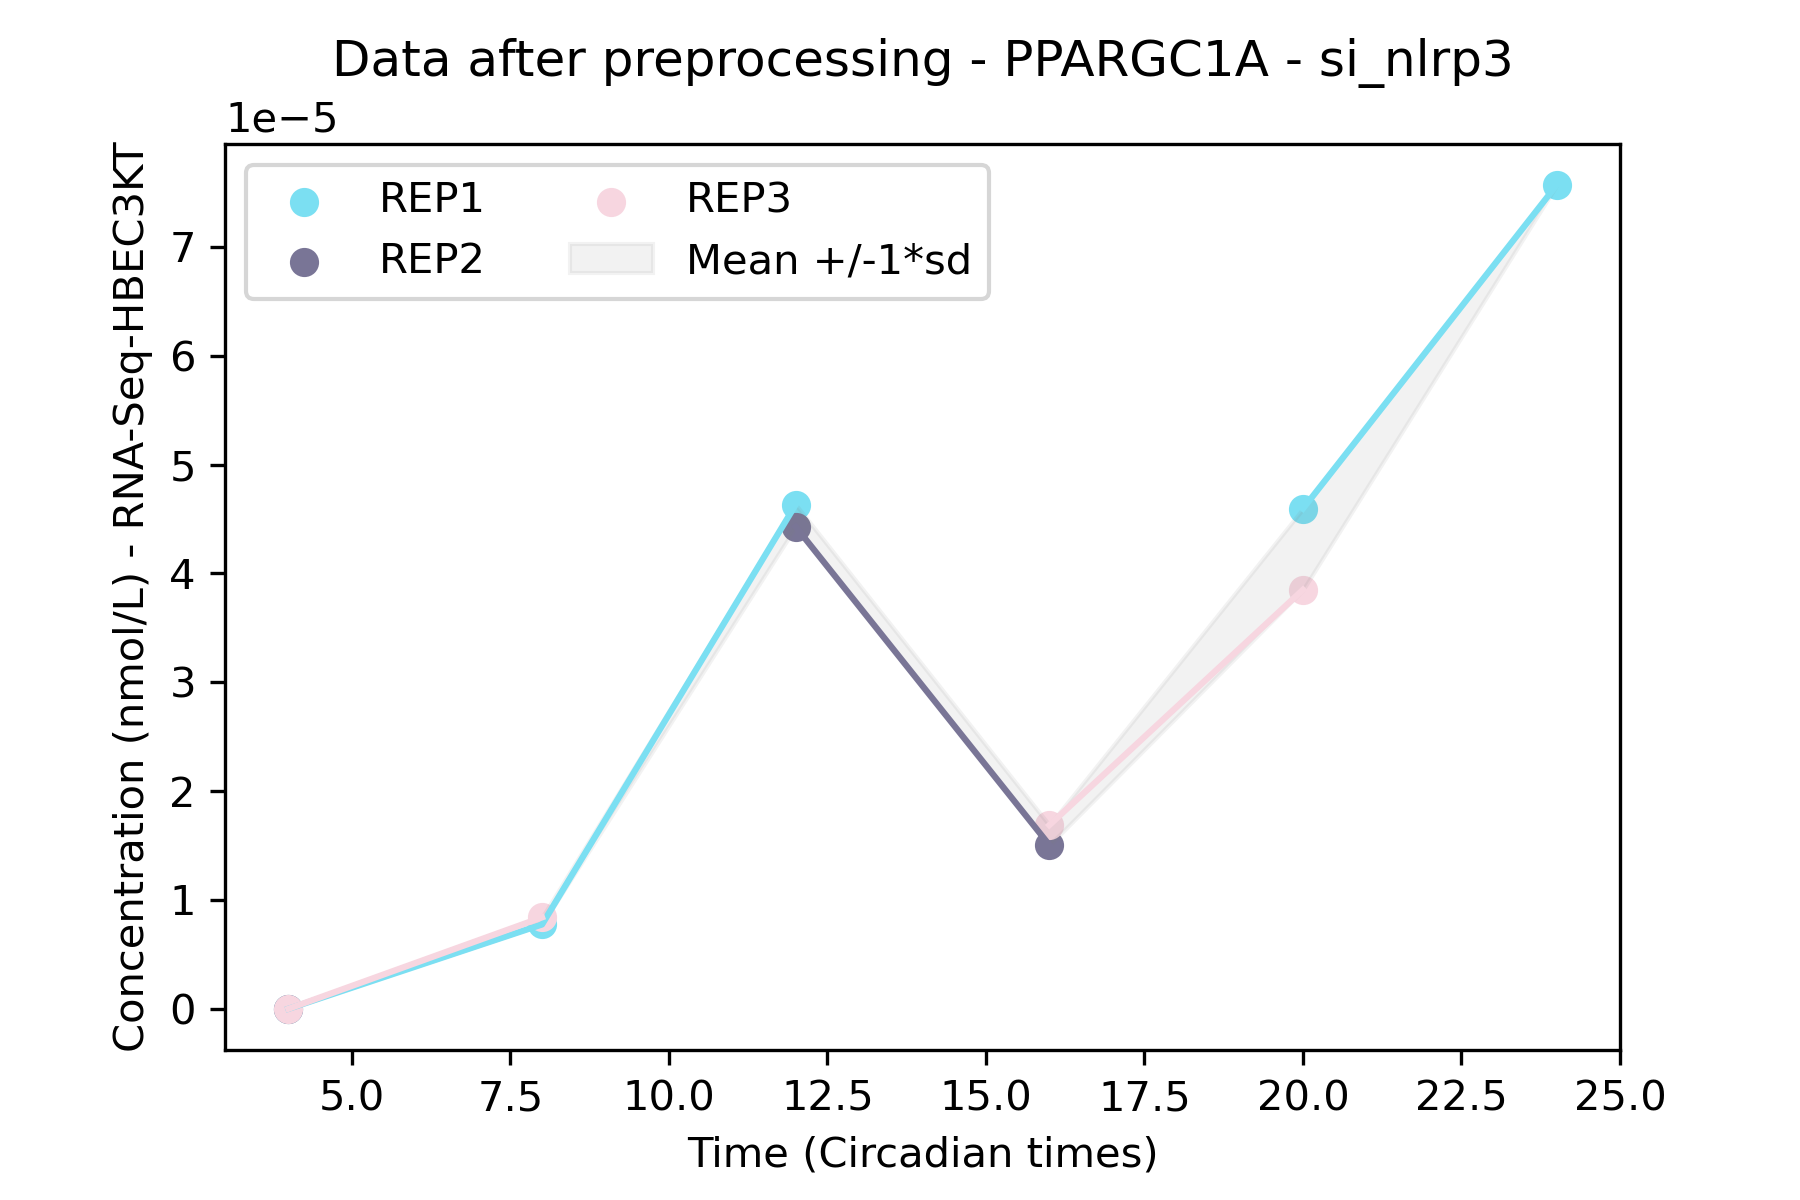 Data after preprocessing - PPARGC1A - si_nlrp3
1e−5
REP1
REP2
REP3
Mean +/-1*sd
Concentration (nmol/L) - RNA-Seq-HBEC3KT
7
6
5
4
3
2
1
0
5.0 7.5 10.0 12.5 15.0 17.5 20.0 22.5 25.0
Time (Circadian times)